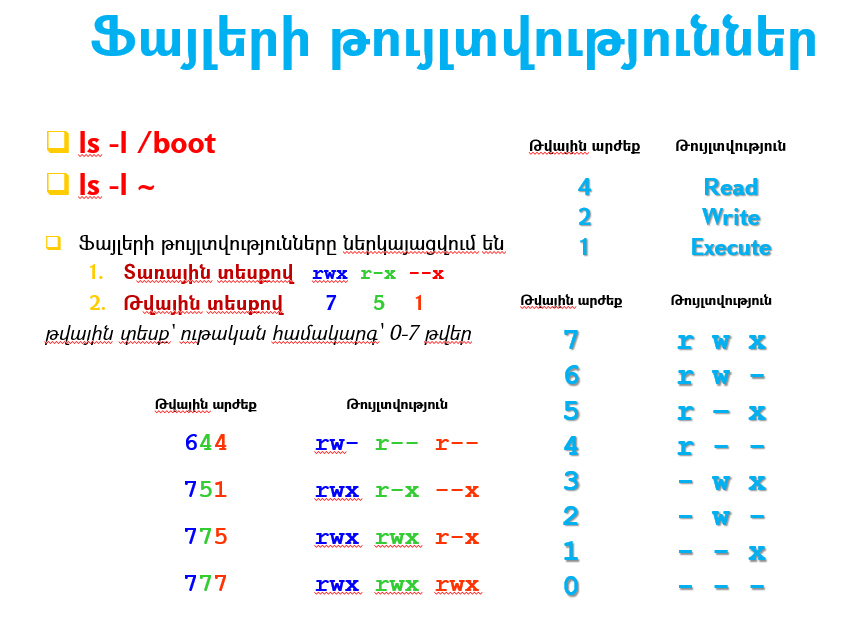 Ֆայլերի թույլտվություններ
ls -l /boot
ls -l ~
Ֆայլերի թույլտվությունները ներկայացվում են
1. Տառային տեսքով rwx r-x --x
2. Թվային տեսքով 7 5 1
թվային տեսք՝ ութական համակարգ՝ 0-7 թվեր
Թվային արժեք Թույլտվություն
644 rw- r-- r--
751 rwx r-x --x
775 rwx rwx r-x
777 rwx rwx rwx
Թվային արժեք Թույլտվություն
4 Read
2 Write
1 Execute
Թվային արժեք Թույլտվություն
7 r w x
6 r w -
5 r - x
4 r - -
3 - w x
2 - w -
1 - - x
0 - - -